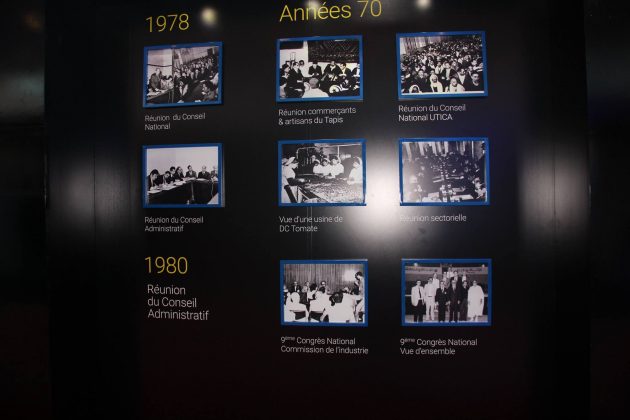 1978
Réunion du Conseil
National
Réunion du Conseil
Administratif
1980
Réunion
du Conseil
Administratif
Années 70
Réunion commerçants
& artisans du Tapis
Réunion du Conseil
National UTICA
Vue d'une usine de
DC Tomate
Réunion sectorielle
9ème Congrès National
Commission de l'industrie
9ème Congrès National
Vue d'ensemble